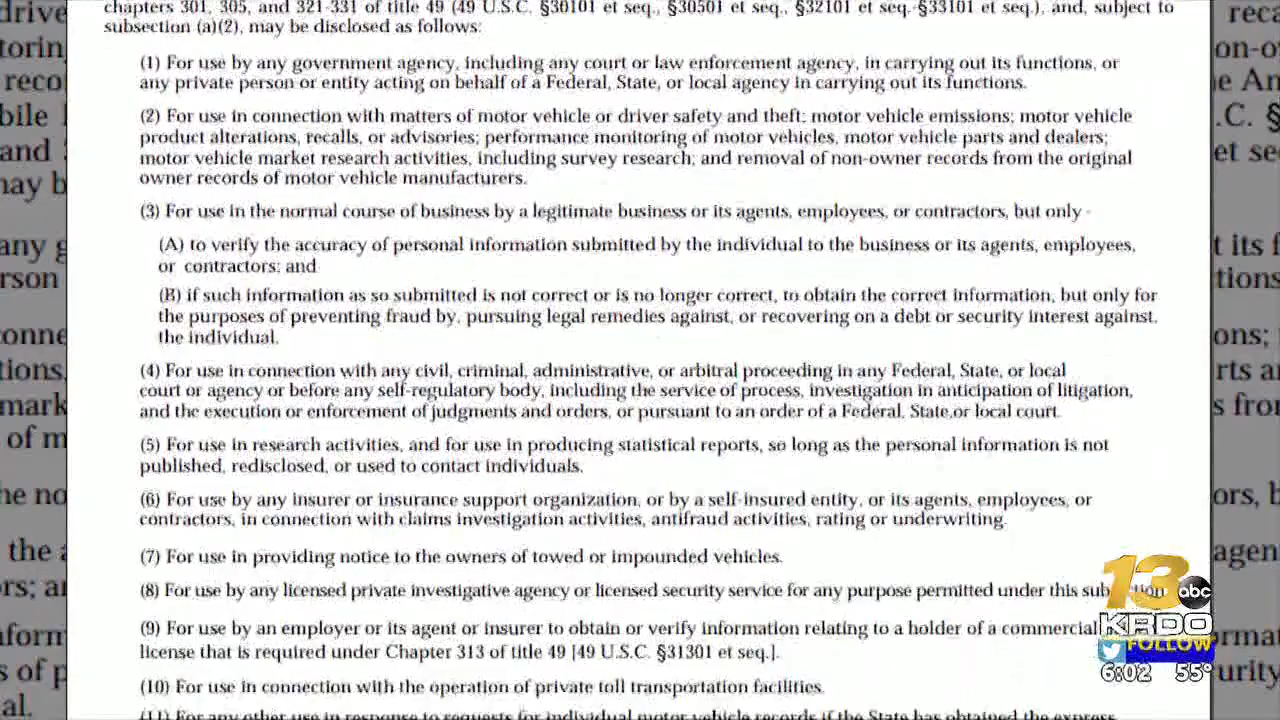 chapters 301, 305, and 321-331 of title 49 (49 U.S.C. §30101 et seq., §30501 et seq., §32101 et seq.-§33101 et seq.), and, subject to
subsection (a)(2), may be disclosed as follows:
(1) For use by any government agency, including any court or law enforcement agency, in carrying out its functions, or
any private person or entity acting on behalf of a Federal, State, or local agency in carrying out its functions.
(2) For use in connection with matters of motor vehicle or driver safety and theft; motor vehicle emissions; motor vehicle
product alterations, recalls, or advisories; performance monitoring of motor vehicles, motor vehicle parts and dealers;
motor vehicle market research activities, including survey research; and removal of non-owner records from the original
owner records of motor vehicle manufacturers.
(3) For use in the normal course of business by a legitimate business or its agents, employees, or contractors, but only -
(A) to verify the accuracy of personal information submitted by the individual to the business or its agents, employees,
or contractors; and
(B) if such information as so submitted is not correct or is no longer correct, to obtain the correct information, but only for
the purposes of preventing fraud by, pursuing legal remedies against, or recovering on a debt or security interest against,
the individual.
(4) For use in connection with any civil, criminal, administrative, or arbitral proceeding in any Federal, State, or local
court or agency or before any self-regulatory body, including the service of process, investigation in anticipation of litigation,
and the execution or enforcement of judgments and orders, or pursuant to an order of a Federal, State,or local court.
(5) For use in research activities, and for use in producing statistical reports, so long as the personal information is not
published, redisclosed, or used to contact individuals.
(6) For use by any insurer or insurance support organization, or by a self-insured entity, or its agents, employees, or
contractors, in connection with claims investigation activities, antifraud activities, rating or underwriting.
(7) For use in providing notice to the owners of towed or impounded vehicles.
(8) For use by any licensed private investigative agency or licensed security service for any purpose permitted under this
(9) For use by an employer or its agent or insurer to obtain or verify information relating to a holder of a commercial
license that is required under Chapter 313 of title 49 [49 U.S.C. §31301 et seq.].
(10) For use in connection with the operation of private toll transportation facilities.
(11) For any other use in response to requests for individual motor vehicle records if the State has obtained the express
13 abc
KRDO
FOLLOW
6:02 55°